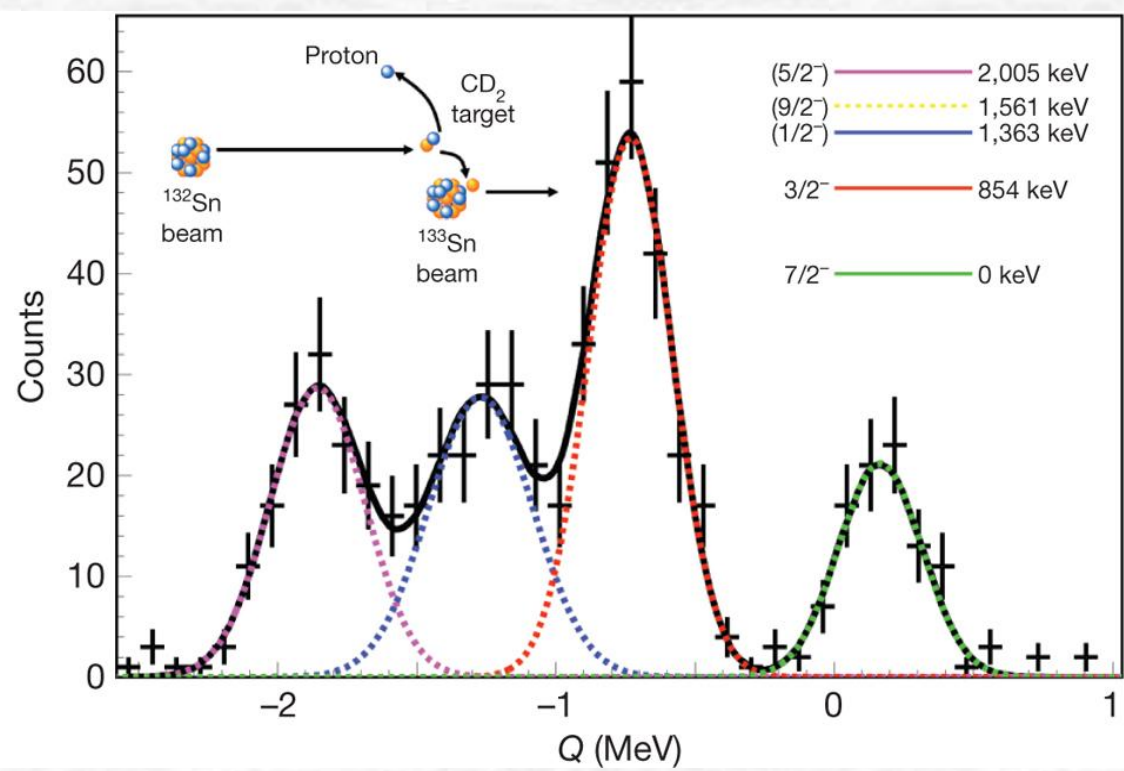 Proton
CD2
target
132Sn
beam
133Sn
beam
(5/2−) 2,005 keV
(9/2−) 1,561 keV
(1/2−) 1,363 keV
3/2− 854 keV
7/2− 0 keV
60
50
40
30
20
10
0
Counts
−2 −1 0 1
Q (MeV)